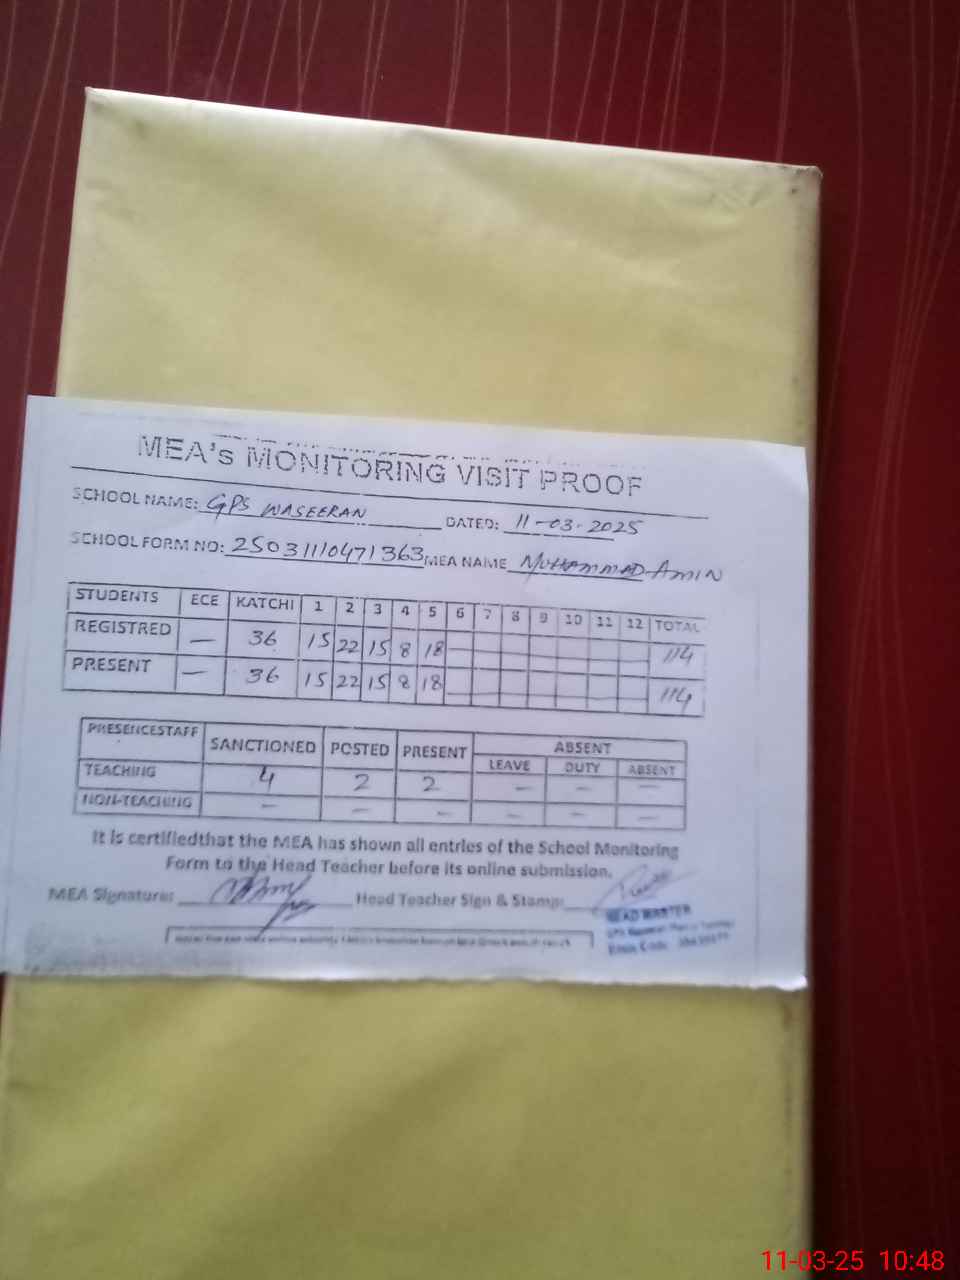 MEA's MONITORING VISIT PROOF
SCHOOL NAME: GPS WASEERAN DATED: 11-03-2025
SCHOOL FORM NO: 25031110471363 MEA NAME MUHAMMAD AMIN
STUDENTS ECE KATCHI 1 2 3 4 5 6 7 8 9 10 11 12 TOTAL
REGISTRED — 36 15 22 15 8 18 114
PRESENT — 36 15 22 15 8 18 114
PRESENCESTAFF SANCTIONED POSTED PRESENT ABSENT
LEAVE DUTY ABSENT
TEACHING 4 2 2 — — —
NON-TEACHING — — — — — —
It is certifiedthat the MEA has shown all entries of the School Monitoring
Form to the Head Teacher before its online submission.
MEA Signature: Head Teacher Sign & Stamp:
HEAD MASTER
GPS
Emis Code
11-03-25 10:48